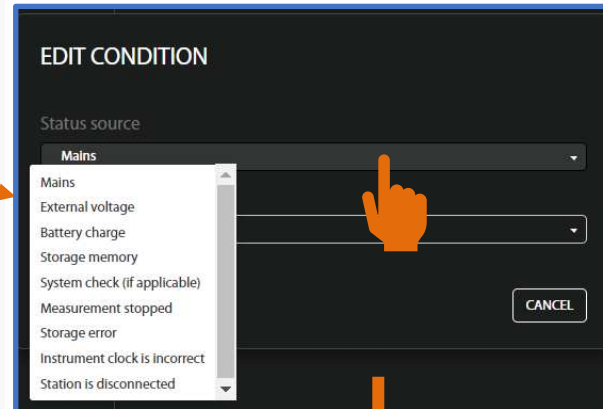 EDIT CONDITION
Status source
Mains
Mains
External voltage
Battery charge
Storage memory
System check (if applicable)
Measurement stopped
Storage error
Instrument clock is incorrect
Station is disconnected
CANCEL